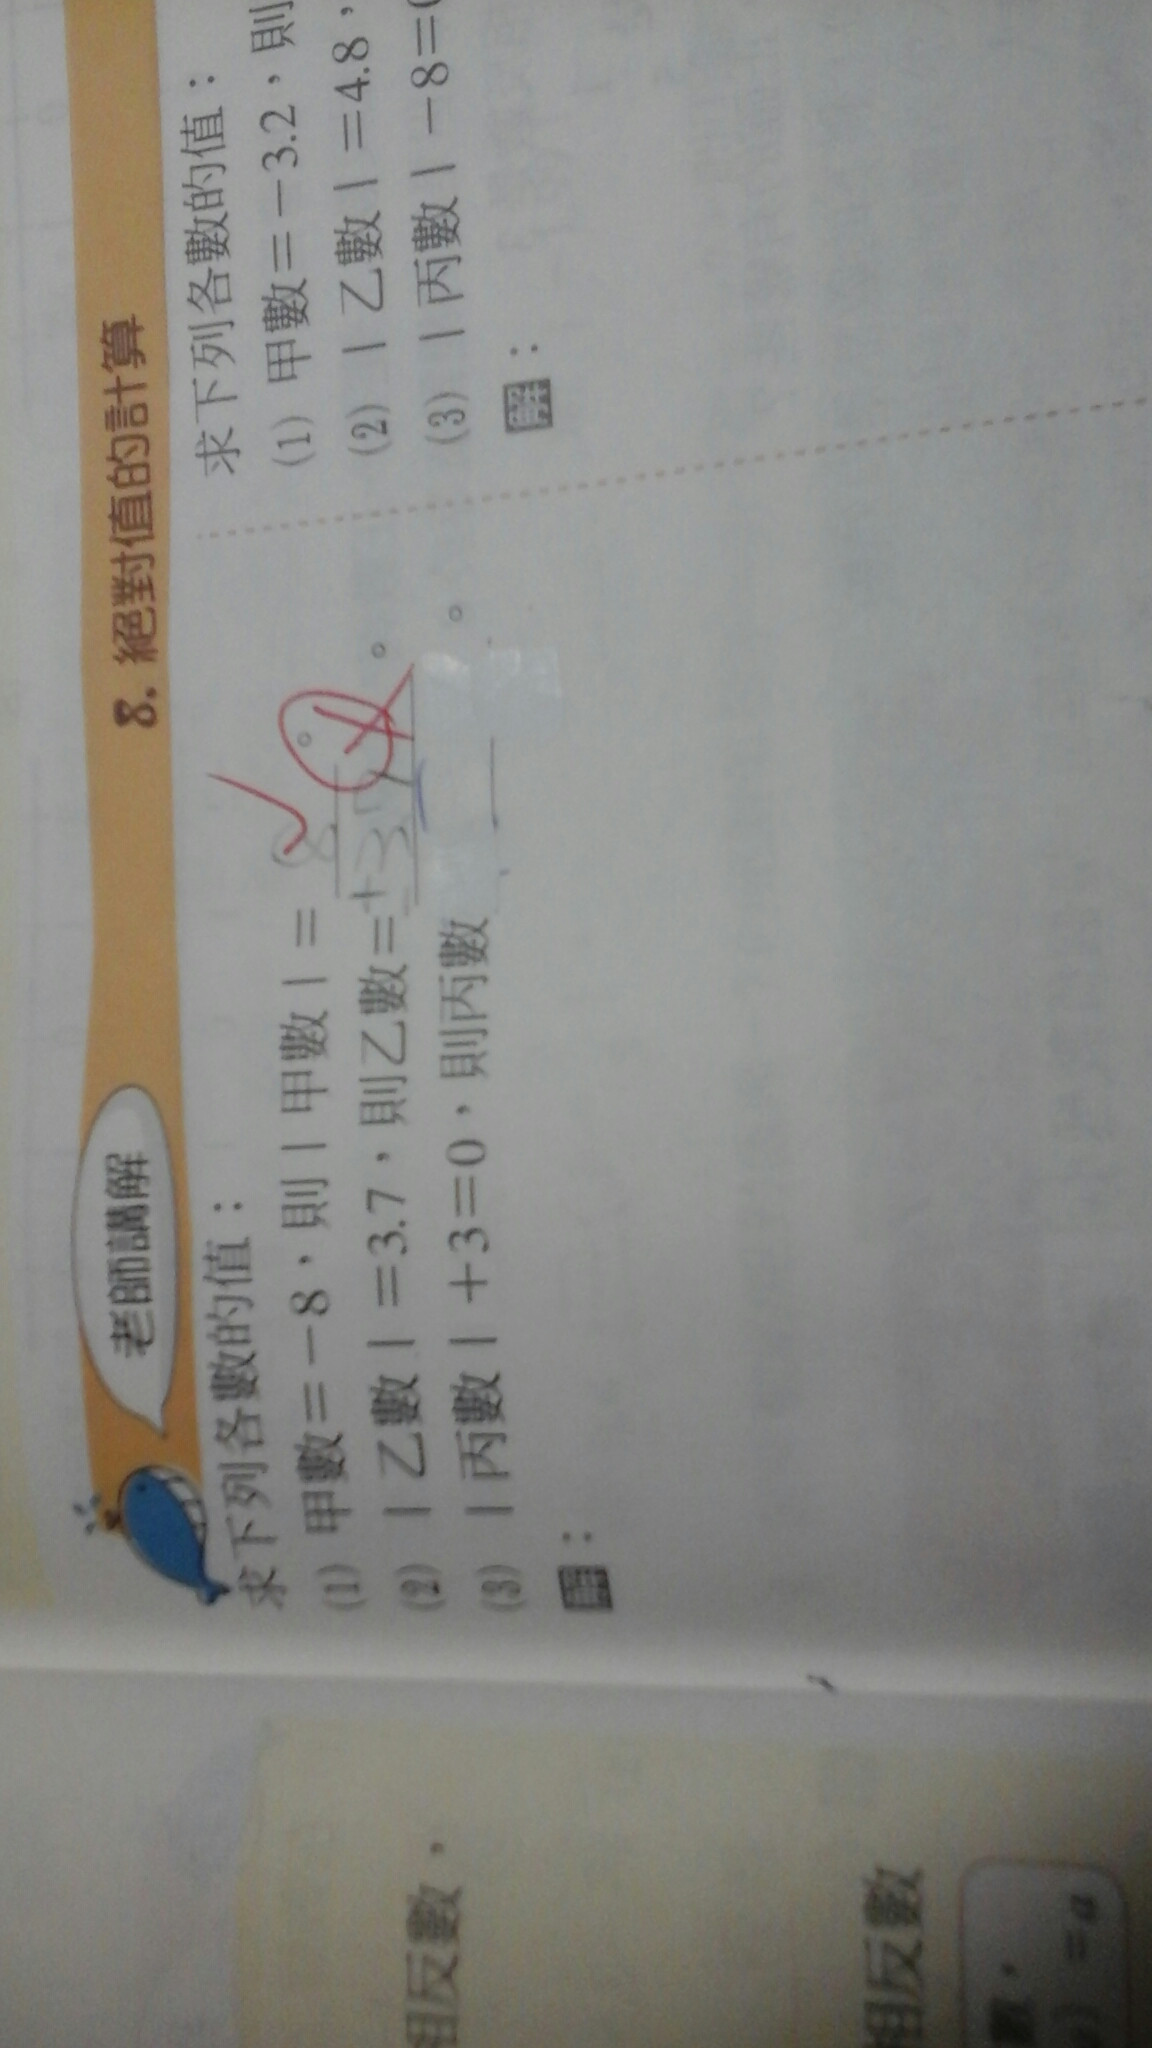 老師講解
8. 絕對值的計算
求下列各數的值：
(1) 甲數＝－8，則｜甲數｜＝8。
(2) ｜乙數｜＝3.7，則乙數＝。
(3) ｜丙數｜＋3＝0，則丙數。
解：
求下列各數的值：
(1) 甲數＝－3.2，則
(2) ｜乙數｜＝4.8，
(3) ｜丙數｜－8＝
解：
相反數，
相反數
＝a